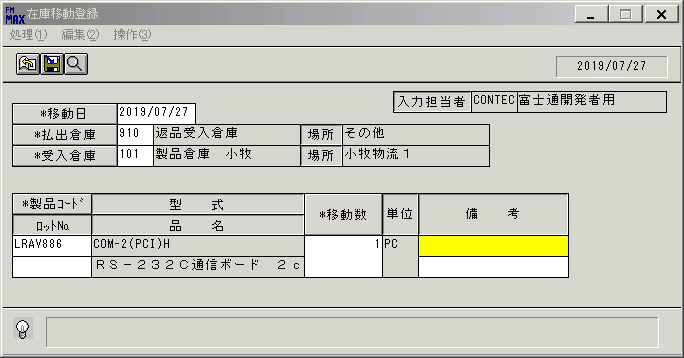 FM MAX 在庫移動登録
処理(1) 編集(2) 操作(3)
2019/07/27
入力担当者 CONTEC 富士通開発者用
*移動日 2019/07/27
*払出倉庫 910 返品受入倉庫 場所 その他
*受入倉庫 101 製品倉庫 小牧 場所 小牧物流1
*製品コード 型 式 *移動数 単位 備 考
ロットNo. 品 名
LRAV886 COM-2(PCI)H 1 PC
RS-232C通信ボード 2c